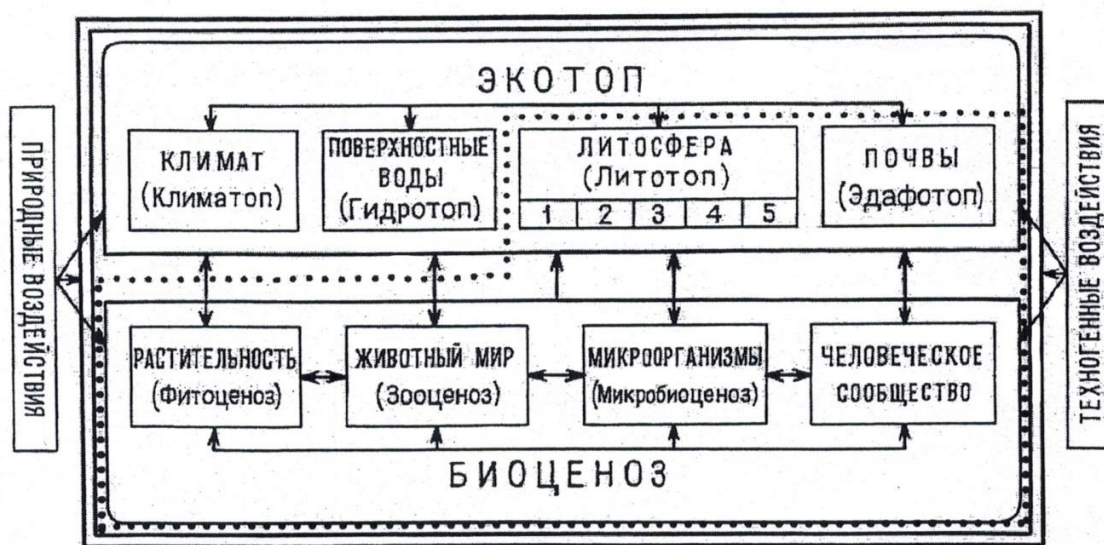 ЭКОТОП
КЛИМАТ
(Климатоп)
ПОВЕРХНОСТНЫЕ
ВОДЫ
(Гидротоп)
ЛИТОСФЕРА
(Литотоп)
1 2 3 4 5
ПОЧВЫ
(Эдафотоп)
ПРИРОДНЫЕ ВОЗДЕЙСТВИЯ
ТЕХНОГЕННЫЕ ВОЗДЕЙСТВИЯ
РАСТИТЕЛЬНОСТЬ
(Фитоценоз)
ЖИВОТНЫЙ МИР
(Зооценоз)
МИКРООРГАНИЗМЫ
(Микробиоценоз)
ЧЕЛОВЕЧЕСКОЕ
СООБЩЕСТВО
БИОЦЕНОЗ